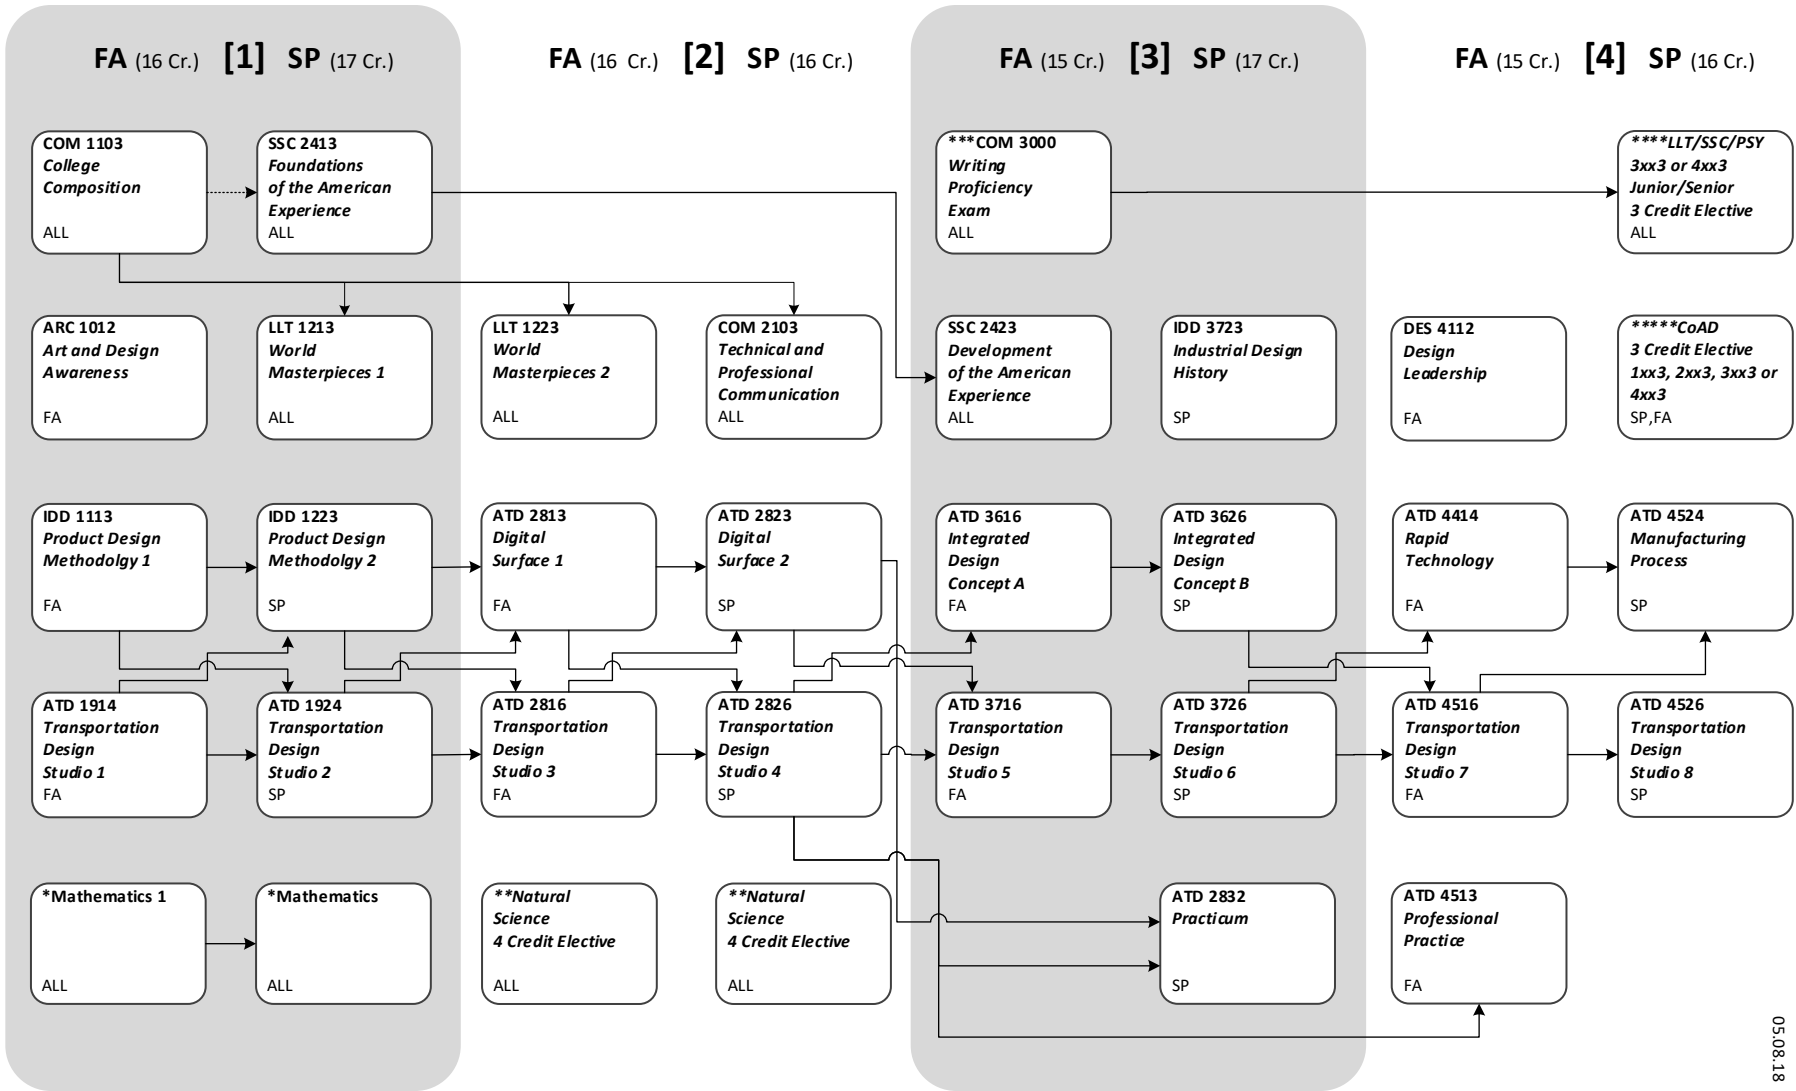 FA (16 Cr.) [1] SP (17 Cr.)
FA (16 Cr.) [2] SP (16 Cr.)
FA (15 Cr.) [3] SP (17 Cr.)
FA (15 Cr.) [4] SP (16 Cr.)
COM 1103
College
Composition
ALL
SSC 2413
Foundations
of the American
Experience
ALL
***COM 3000
Writing
Proficiency
Exam
ALL
****LLT/SSC/PSY
3xx3 or 4xx3
Junior/Senior
3 Credit Elective
ALL
ARC 1012
Art and Design
Awareness
FA
LLT 1213
World
Masterpieces 1
ALL
LLT 1223
World
Masterpieces 2
ALL
COM 2103
Technical and
Professional
Communication
ALL
SSC 2423
Development
of the American
Experience
ALL
IDD 3723
Industrial Design
History
SP
DES 4112
Design
Leadership
FA
*****CoAD
3 Credit Elective
1xx3, 2xx3, 3xx3 or
4xx3
SP,FA
IDD 1113
Product Design
Methodolgy 1
FA
IDD 1223
Product Design
Methodolgy 2
SP
ATD 2813
Digital
Surface 1
FA
ATD 2823
Digital
Surface 2
SP
ATD 3616
Integrated
Design
Concept A
FA
ATD 3626
Integrated
Design
Concept B
SP
ATD 4414
Rapid
Technology
FA
ATD 4524
Manufacturing
Process
SP
ATD 1914
Transportation
Design
Studio 1
FA
ATD 1924
Transportation
Design
Studio 2
SP
ATD 2816
Transportation
Design
Studio 3
FA
ATD 2826
Transportation
Design
Studio 4
SP
ATD 3716
Transportation
Design
Studio 5
FA
ATD 3726
Transportation
Design
Studio 6
SP
ATD 4516
Transportation
Design
Studio 7
FA
ATD 4526
Transportation
Design
Studio 8
SP
*Mathematics 1
ALL
*Mathematics
ALL
**Natural
Science
4 Credit Elective
ALL
**Natural
Science
4 Credit Elective
ALL
ATD 2832
Practicum
SP
ATD 4513
Professional
Practice
FA
05.08.18